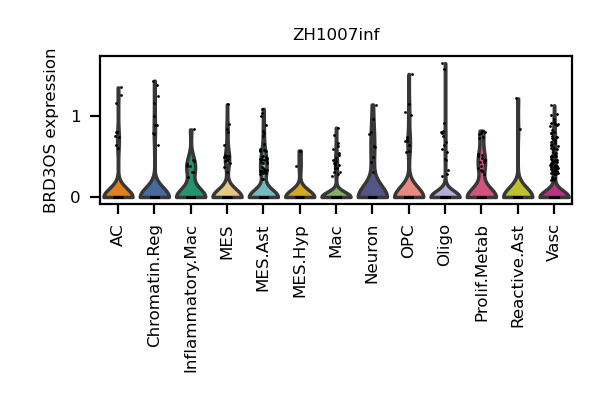 ZH1007inf
BRD3OS expression
1
0
AC
Chromatin.Reg
Inflammatory.Mac
MES
MES.Ast
MES.Hyp
Mac
Neuron
OPC
Oligo
Prolif.Metab
Reactive.Ast
Vasc